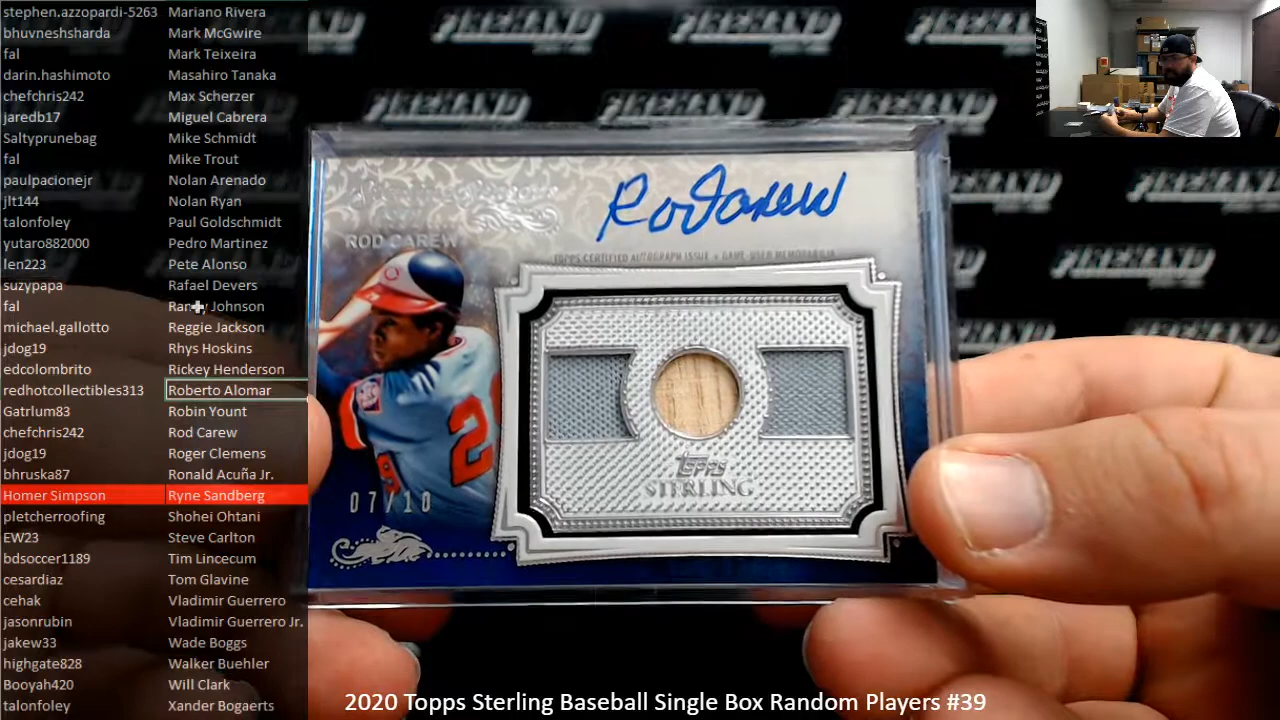 stephen.azzopardi-5263 Mariano Rivera
bhuvneshsharda Mark McGwire
fal Mark Teixeira
darin.hashimoto Masahiro Tanaka
chefchris242 Max Scherzer
jaredb17 Miguel Cabrera
Saltyprunebag Mike Schmidt
fal Mike Trout
paulpacionejr Nolan Arenado
jlt144 Nolan Ryan
talonfoley Paul Goldschmidt
yutaro882000 Pedro Martinez
len223 Pete Alonso
suzypapa Rafael Devers
fal Randy Johnson
michael.gallotto Reggie Jackson
jdog19 Rhys Hoskins
edcolombrito Rickey Henderson
redhotcollectibles313 Roberto Alomar
Gatrlum83 Robin Yount
chefchris242 Rod Carew
jdog19 Roger Clemens
bhruska87 Ronald Acuña Jr.
Homer Simpson Ryne Sandberg
pletcherroofing Shohei Ohtani
EW23 Steve Carlton
bdsoccer1189 Tim Lincecum
cesardiaz Tom Glavine
cehak Vladimir Guerrero
jasonrubin Vladimir Guerrero Jr.
jakew33 Wade Boggs
highgate828 Walker Buehler
Booyah420 Will Clark
talonfoley Xander Bogaerts
FIREHAND
Rod Carew
ROD CAREW
TOPPS CERTIFIED AUTOGRAPH ISSUE • GAME-USED MEMORABILIA
29
07/10
Topps
STERLING
2020 Topps Sterling Baseball Single Box Random Players #39